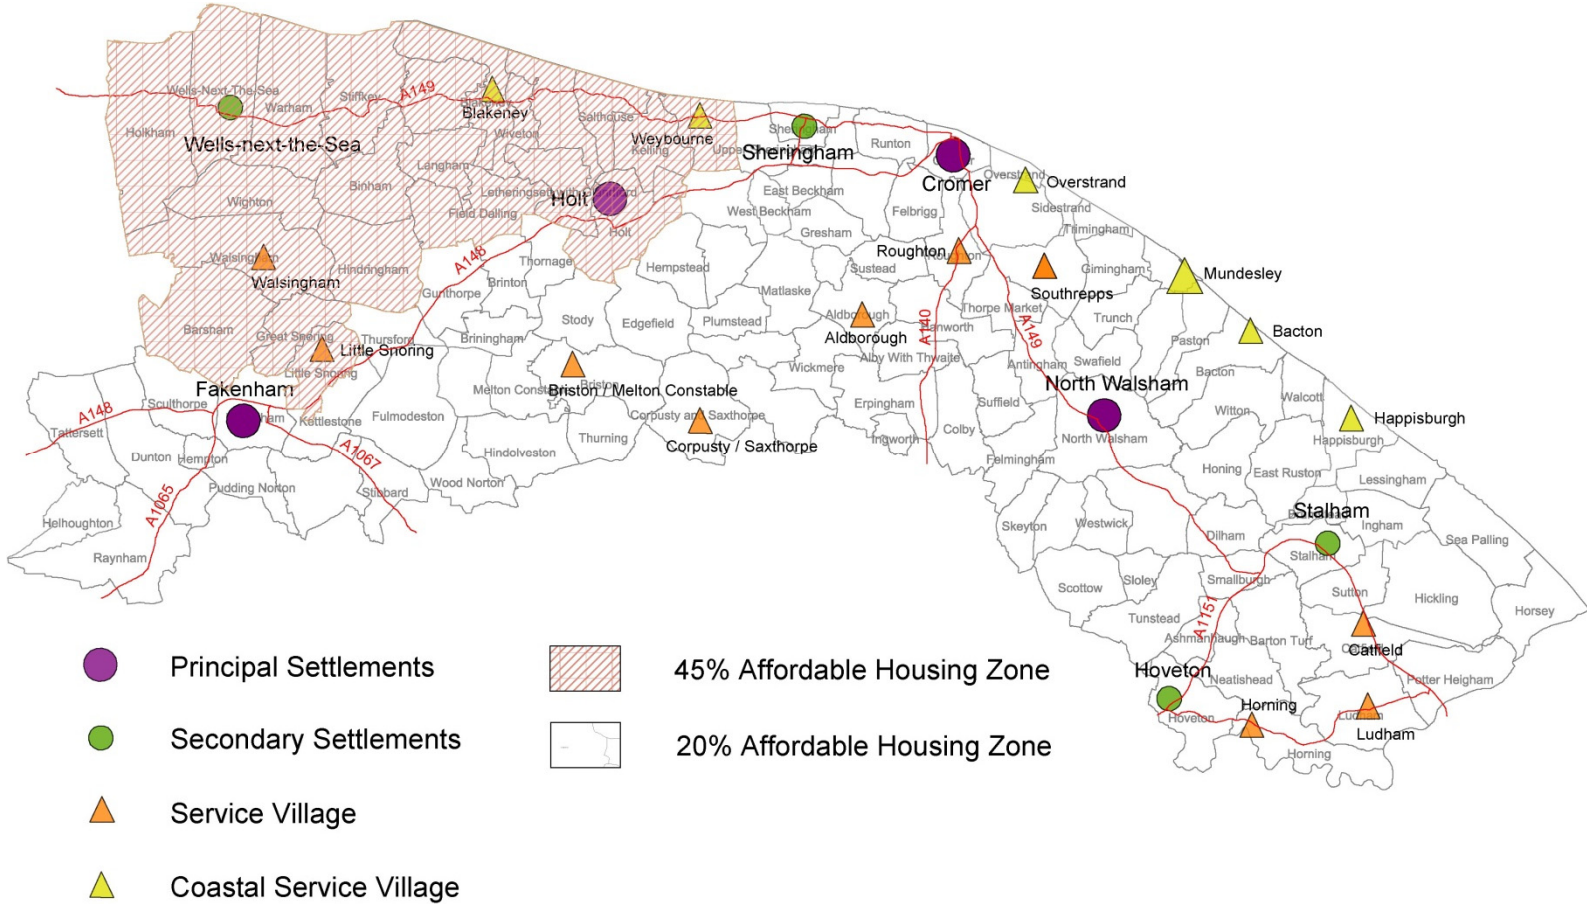 Wells-Next-The-Sea
Warham
Stiffkey
A149
Blakeney
Holkham
Wiveton
Salthouse
Weybourne
Kelling
Upper Sheringham
Sheringham
Sheringham
Runton
Cromer
Overstrand
Overstrand
Wells-next-the-Sea
Langham
Binham
Letheringsett with Glandford
Holt
Wighton
Field Dalling
Holt
East Beckham
West Beckham
Felbrigg
Sidestrand
Trimingham
Gresham
Roughton
Walsingham
Walsingham
Hindringham
A148
Thornage
Hempstead
Sustead
Southrepps
Gimingham
Mundesley
Gunthorpe
Brinton
Matlaske
Thorpe Market
Trunch
Barsham
Great Snoring
Thursford
Stody
Edgefield
Plumstead
Aldborough
Aldborough
Hanworth
A140
A149
Bacton
Little Snoring
Little Snoring
Briningham
Alby With Thwaite
Antingham
Swafield
Paston
Bacton
Wickmere
Fakenham
Melton Constable
Briston
Briston / Melton Constable
North Walsham
North Walsham
Sculthorpe
Kettlestone
Fulmodeston
Corpusty and Saxthorpe
Corpusty / Saxthorpe
Erpingham
Suffield
Witton
Walcott
Happisburgh
Happisburgh
A148
Tattersett
A1067
Thurning
Ingworth
Colby
Dunton
Hempton
Hindolveston
Felmingham
Honing
East Ruston
Lessingham
Pudding Norton
Stibbard
Wood Norton
A1065
Helhoughton
Raynham
Skeyton
Westwick
Dilham
Stalham
Stalham
Ingham
Sea Palling
Scottow
Sloley
Smallburgh
Sutton
Hickling
Horsey
Tunstead
A1151
Ashmanhaugh
Barton Turf
Catfield
Hoveton
Hoveton
Neatishead
Potter Heigham
Horning
Horning
Ludham
Ludham
Principal Settlements
Secondary Settlements
Service Village
Coastal Service Village
45% Affordable Housing Zone
20% Affordable Housing Zone